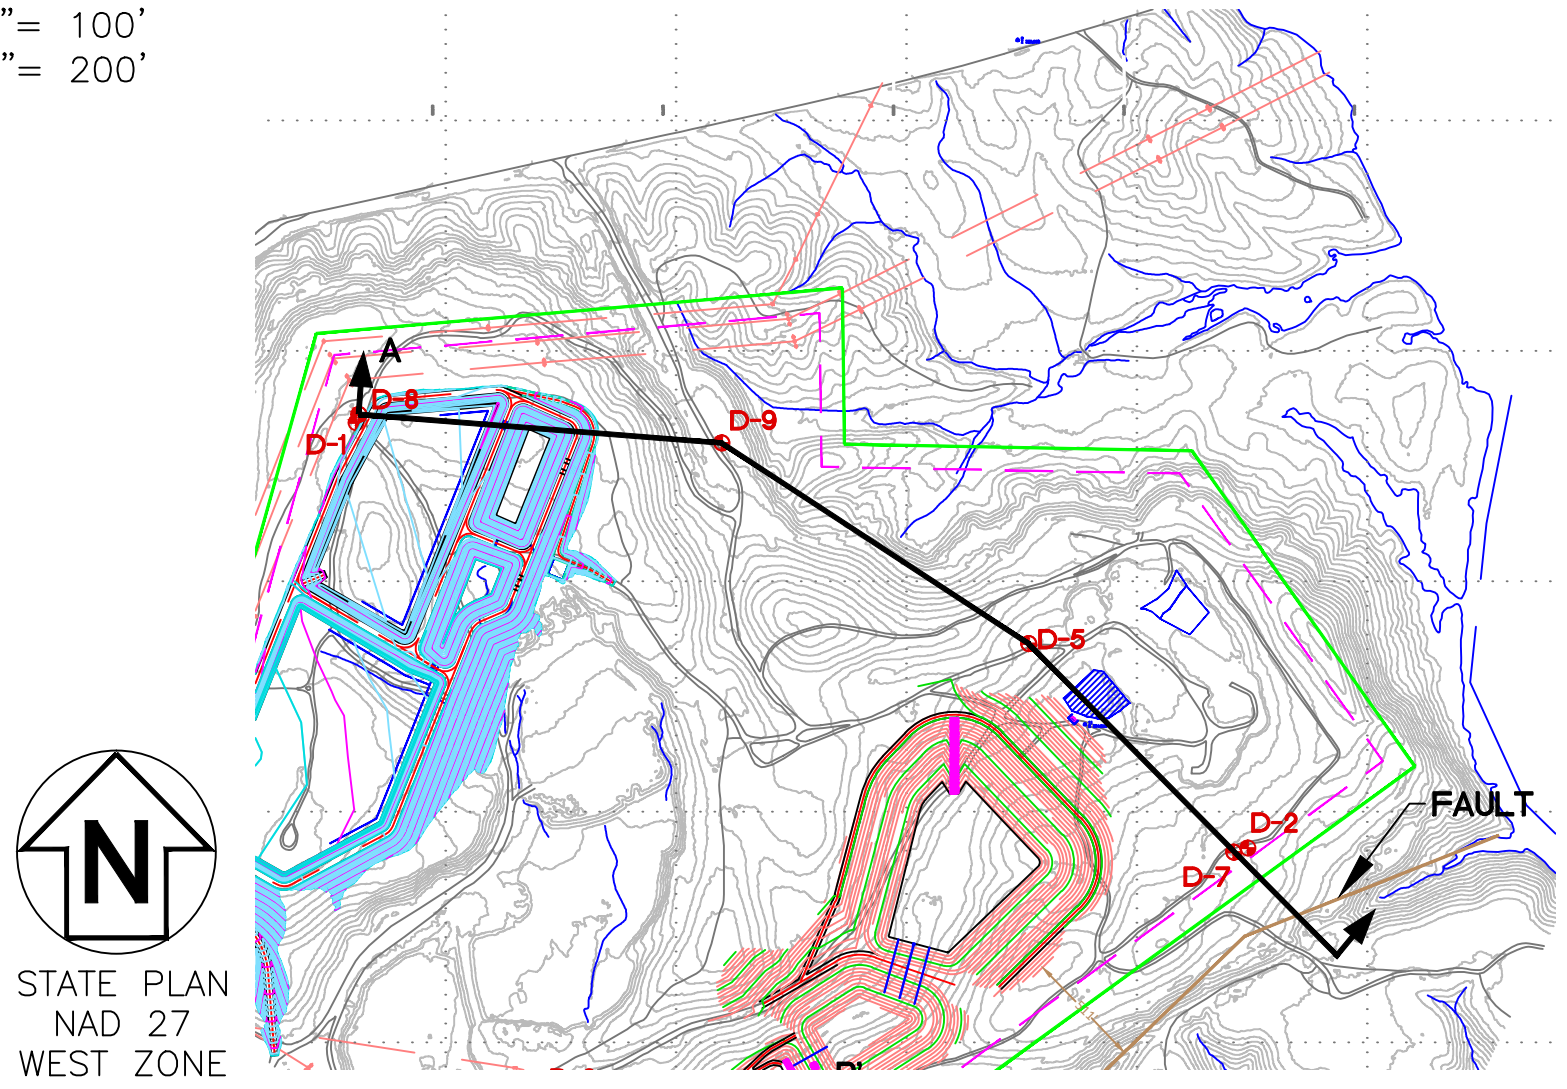 "= 100'
"= 200'
A
D-8
D-1
D-9
D-5
FAULT
D-2
D-7
N
STATE PLAN
NAD 27
WEST ZONE